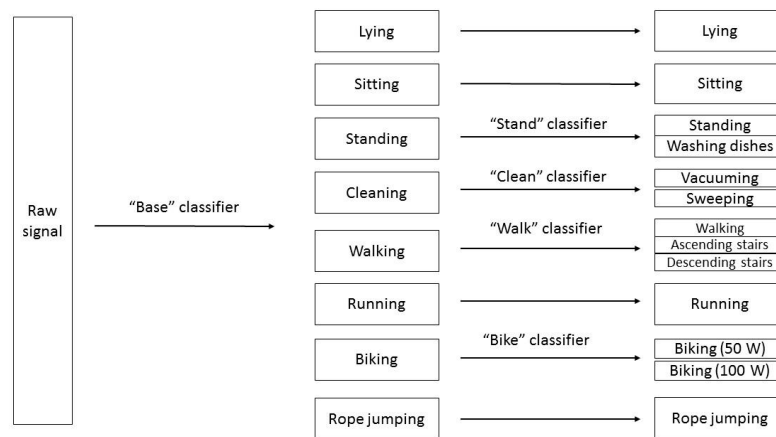 Raw
signal
"Base" classifier
Lying
Lying
Sitting
Sitting
Standing
"Stand" classifier
Standing
Washing dishes
Cleaning
"Clean" classifier
Vacuuming
Sweeping
Walking
"Walk" classifier
Walking
Ascending stairs
Descending stairs
Running
Running
Biking
"Bike" classifier
Biking (50 W)
Biking (100 W)
Rope jumping
Rope jumping